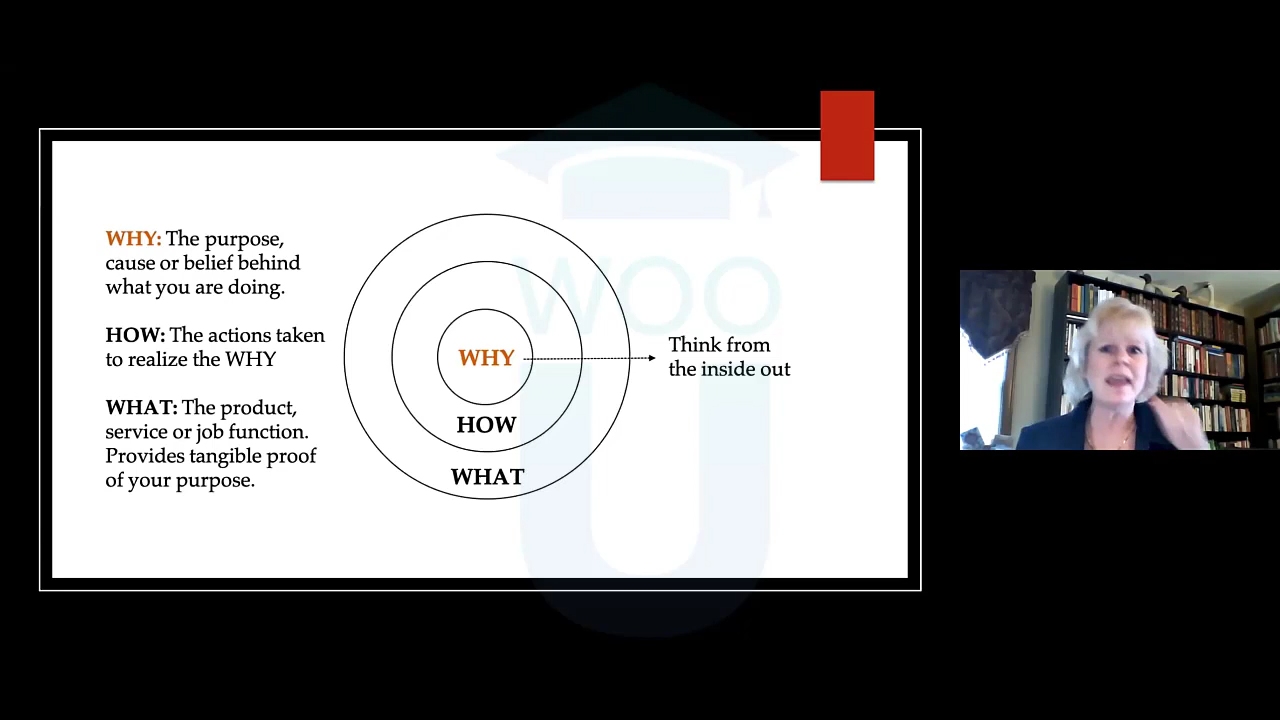 WHY: The purpose,
cause or belief behind
what you are doing.
HOW: The actions taken
to realize the WHY
WHAT: The product,
service or job function.
Provides tangible proof
of your purpose.
WHY
HOW
WHAT
Think from
the inside out
WOO
U